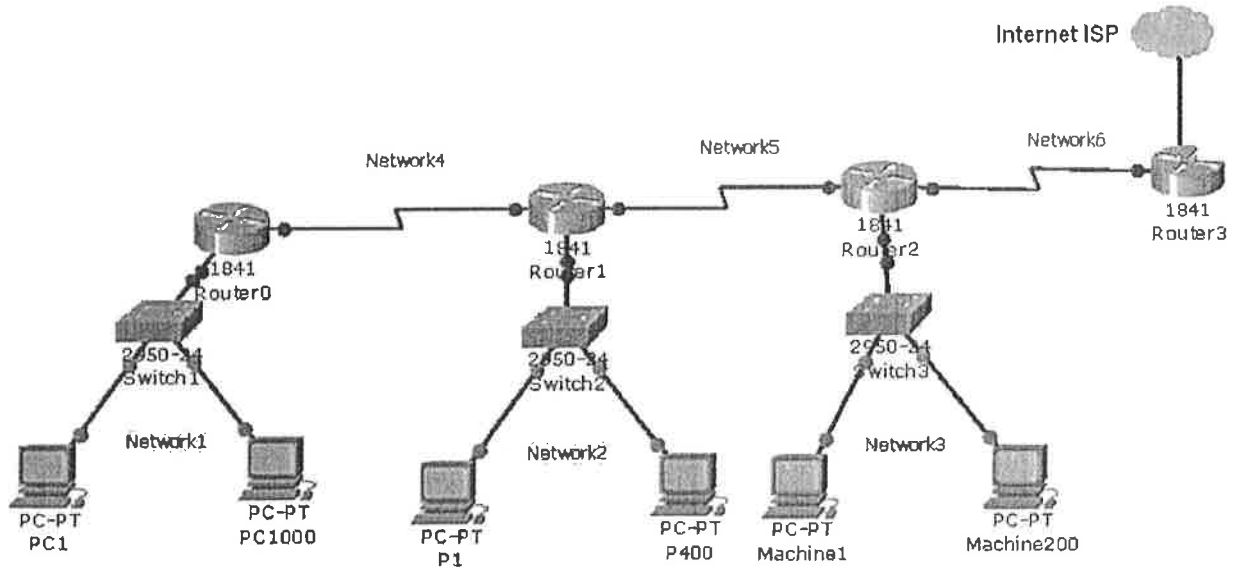 Internet ISP
Network4
Network5
Network6
1841
Router0
1841
Router1
1841
Router2
1841
Router3
2950-24
Switch1
2950-24
Switch2
2950-24
Switch3
Network1
Network2
Network3
PC-PT
PC1
PC-PT
PC1000
PC-PT
P1
PC-PT
P400
PC-PT
Machine1
PC-PT
Machine200